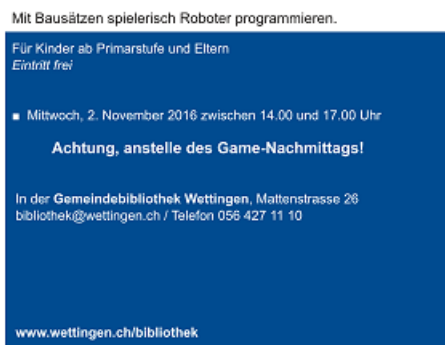 Mit Bausätzen spielerisch Roboter programmieren.
Für Kinder ab Primarstufe und Eltern
Eintritt frei
▪ Mittwoch, 2. November 2016 zwischen 14.00 und 17.00 Uhr
Achtung, anstelle des Game-Nachmittags!
In der Gemeindebibliothek Wettingen, Mattenstrasse 26
bibliothek@wettingen.ch / Telefon 056 427 11 10
www.wettingen.ch/bibliothek